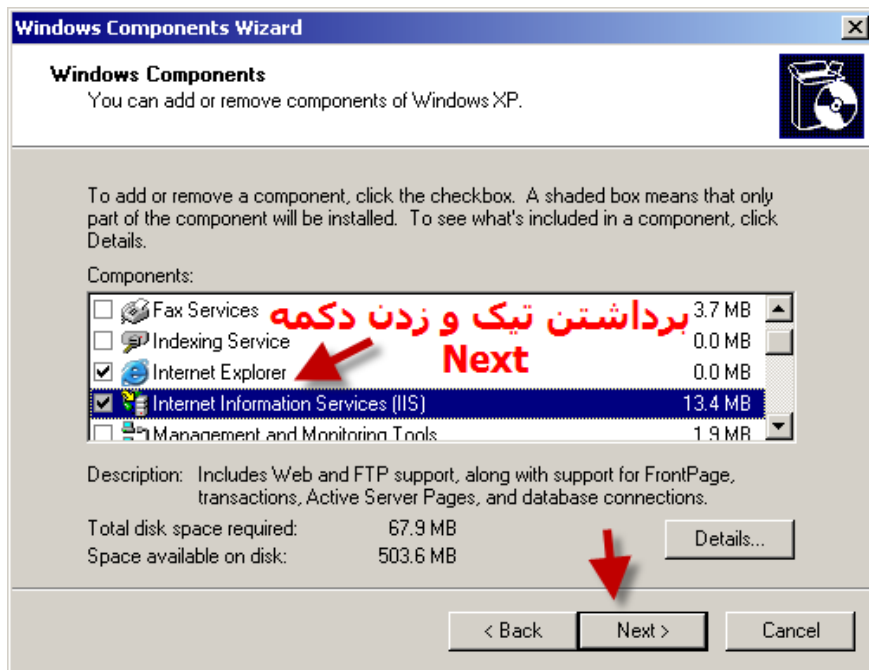 Windows Components Wizard
Windows Components
You can add or remove components of Windows XP.
To add or remove a component, click the checkbox. A shaded box means that only
part of the component will be installed. To see what's included in a component, click
Details.
Components:
Fax Services 3.7 MB
برداشتن تیک و زدن دکمه
Indexing Service 0.0 MB
Next
Internet Explorer 0.0 MB
Internet Information Services (IIS) 13.4 MB
Management and Monitoring Tools 1.9 MB
Description: Includes Web and FTP support, along with support for FrontPage,
transactions, Active Server Pages, and database connections.
Total disk space required: 67.9 MB
Space available on disk: 503.6 MB
Details...
< Back Next > Cancel